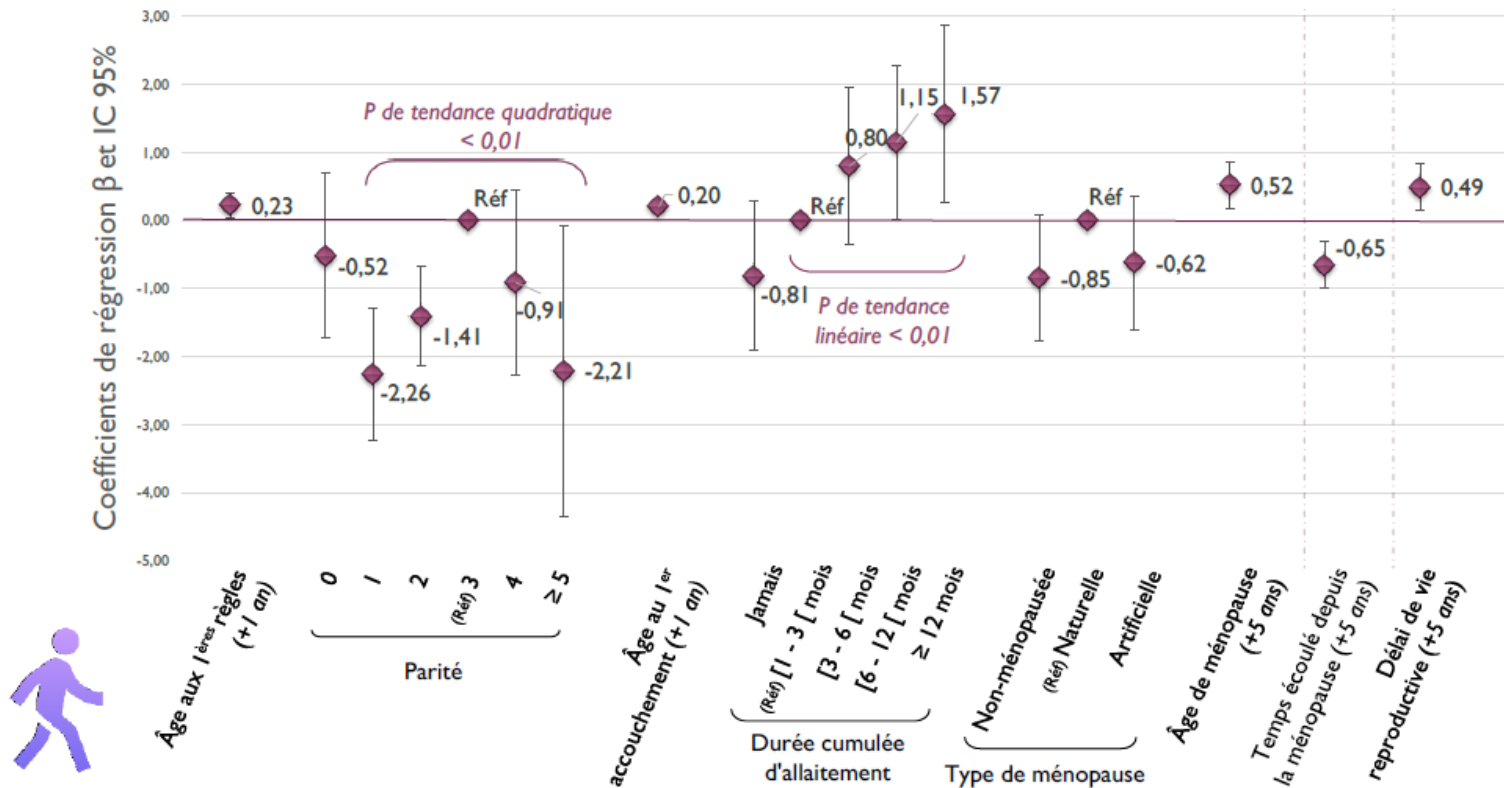 Coefficients de régression β et IC 95%
3,00
2,00
1,00
0,00
-1,00
-2,00
-3,00
-4,00
-5,00
P de tendance quadratique
< 0,01
0,23
-0,52
-2,26
-1,41
Réf
-0,91
-2,21
0,20
-0,81
Réf
0,80
1,15
1,57
P de tendance
linéaire < 0,01
-0,85
Réf
-0,62
0,52
-0,65
0,49
Âge aux 1ères règles
(+1 an)
0
1
2
(Réf) 3
4
≥ 5
Parité
Âge au 1er
accouchement (+1 an)
Jamais
(Réf) [1 - 3 [ mois
[3 - 6 [ mois
[6 - 12 [ mois
≥ 12 mois
Durée cumulée
d'allaitement
Non-ménopausée
(Réf) Naturelle
Artificielle
Type de ménopause
Âge de ménopause
(+5 ans)
Temps écoulé depuis
la ménopause (+5 ans)
Délai de vie
reproductive (+5 ans)